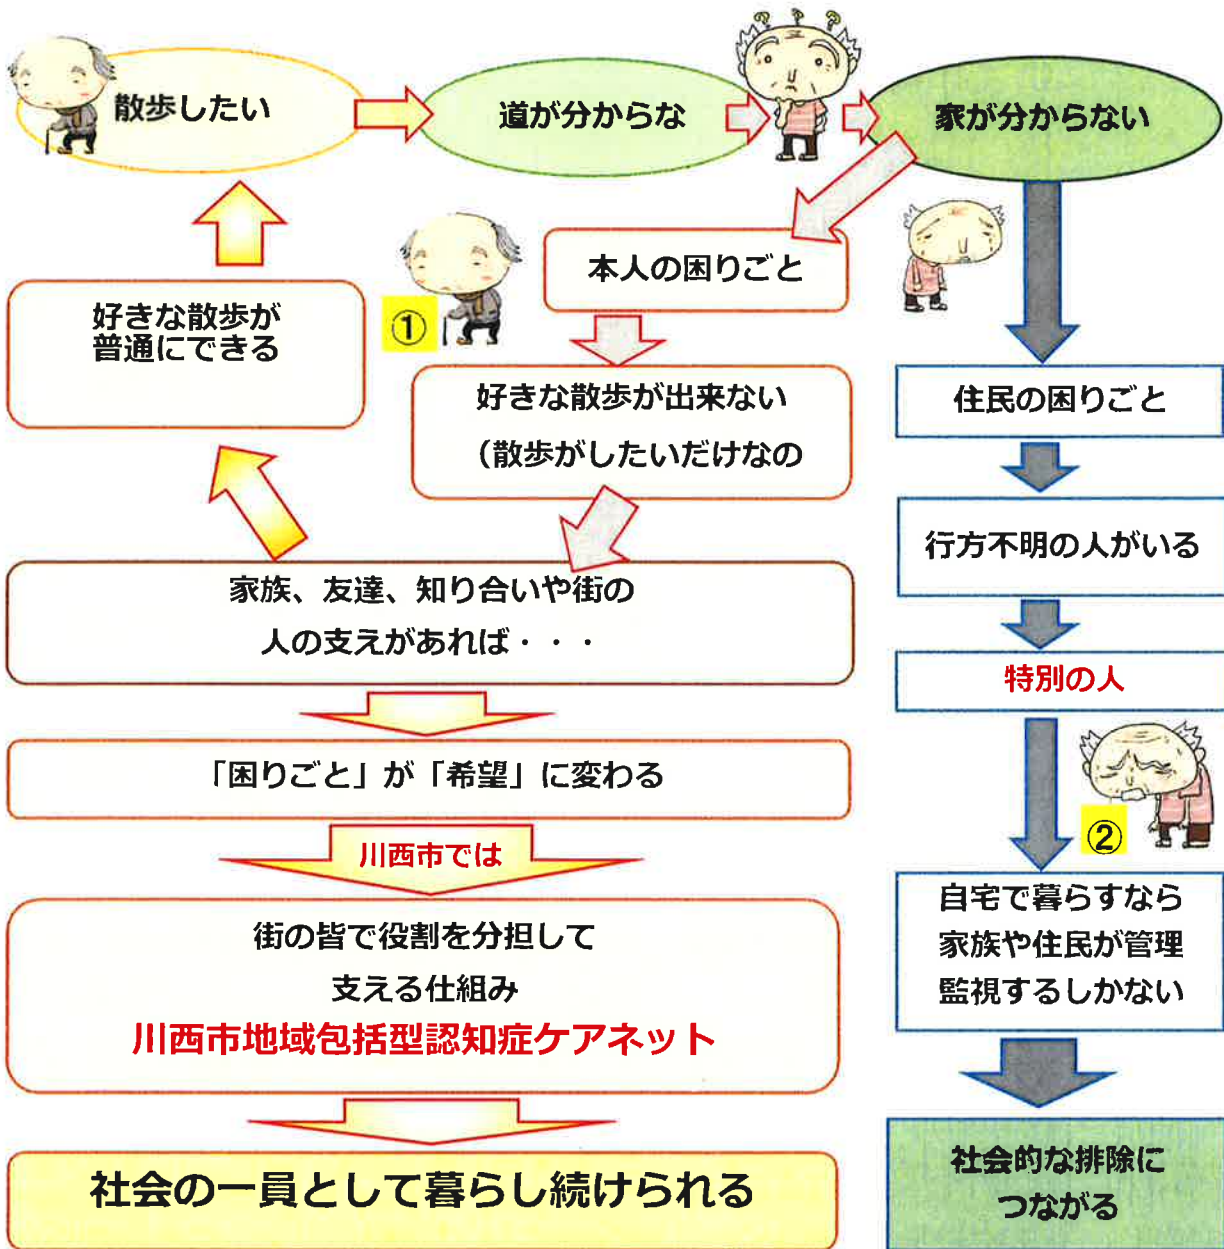 散歩したい
道が分からな
? ? ?
家が分からない
本人の困りごと
①
好きな散歩が
普通にできる
好きな散歩が出来ない
（散歩がしたいだけなの
住民の困りごと
行方不明の人がいる
家族、友達、知り合いや街の
人の支えがあれば・・・
特別の人
「困りごと」が「希望」に変わる
②
川西市では
自宅で暮らすなら
家族や住民が管理
監視するしかない
街の皆で役割を分担して
支える仕組み
川西市地域包括型認知症ケアネット
社会の一員として暮らし続けられる
社会的な排除に
つながる